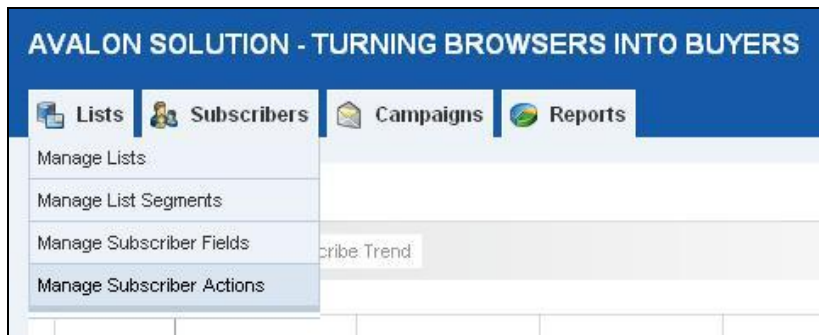 AVALON SOLUTION - TURNING BROWSERS INTO BUYERS
Lists Subscribers Campaigns Reports
Manage Lists
Manage List Segments
Manage Subscriber Fields
cribe Trend
Manage Subscriber Actions